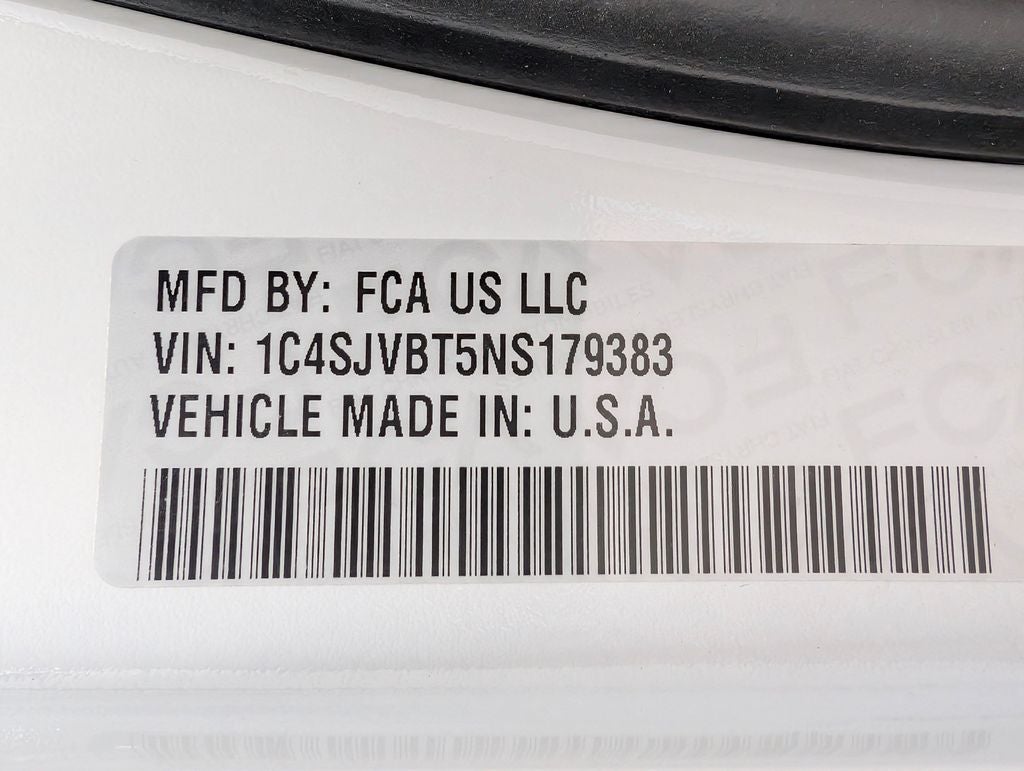 MFD BY: FCA US LLC
VIN: 1C4SJVBT5NS179383
VEHICLE MADE IN: U.S.A.